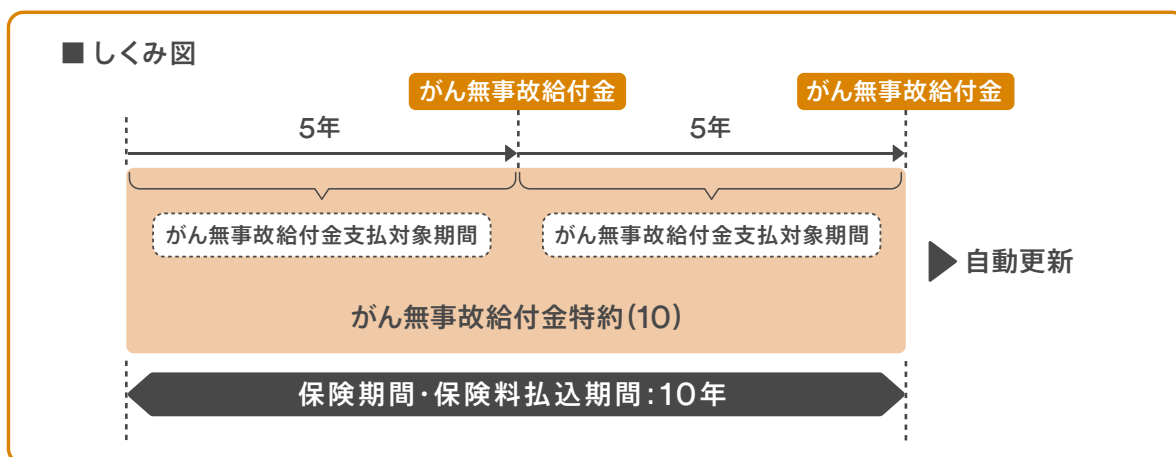 ■ しくみ図
がん無事故給付金
がん無事故給付金
5年
5年
がん無事故給付金支払対象期間
がん無事故給付金支払対象期間
自動更新
がん無事故給付金特約(10)
保険期間・保険料払込期間:10年